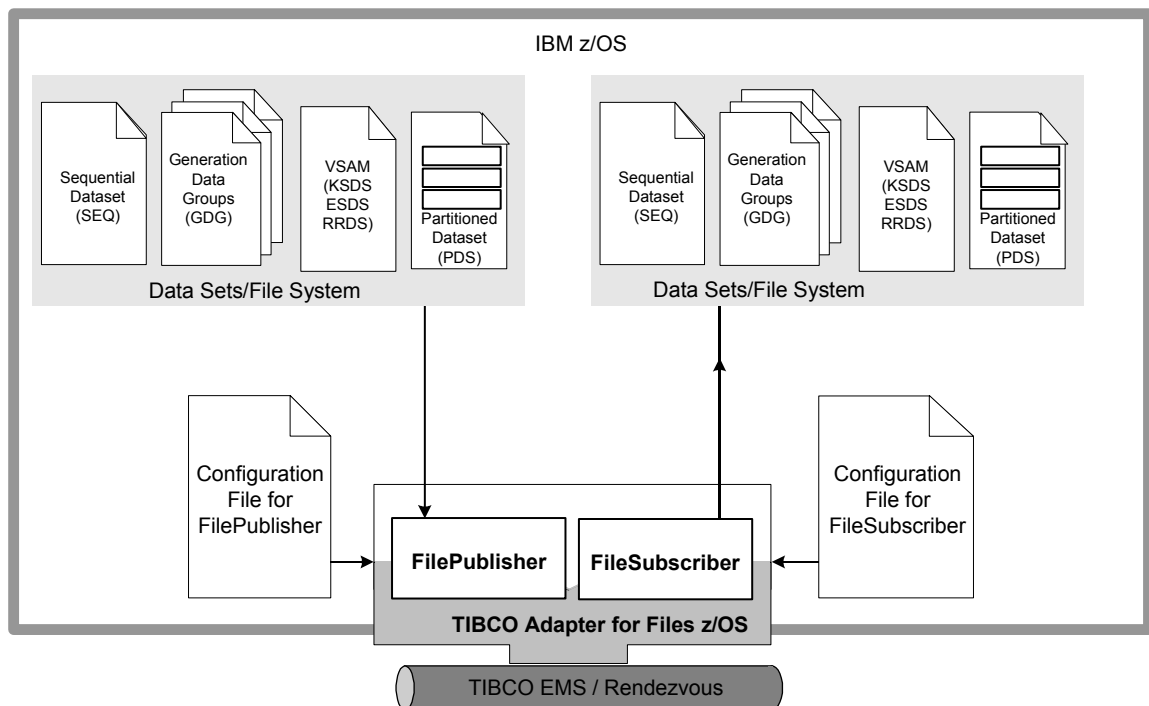 IBM z/OS
Sequential
Dataset
(SEQ)
Generation
Data
Groups
(GDG)
VSAM
(KSDS
ESDS
RRDS)
Partitioned
Dataset
(PDS)
Data Sets/File System
Sequential
Dataset
(SEQ)
Generation
Data
Groups
(GDG)
VSAM
(KSDS
ESDS
RRDS)
Partitioned
Dataset
(PDS)
Data Sets/File System
Configuration
File for
FilePublisher
FilePublisher
FileSubscriber
Configuration
File for
FileSubscriber
TIBCO Adapter for Files z/OS
TIBCO EMS / Rendezvous